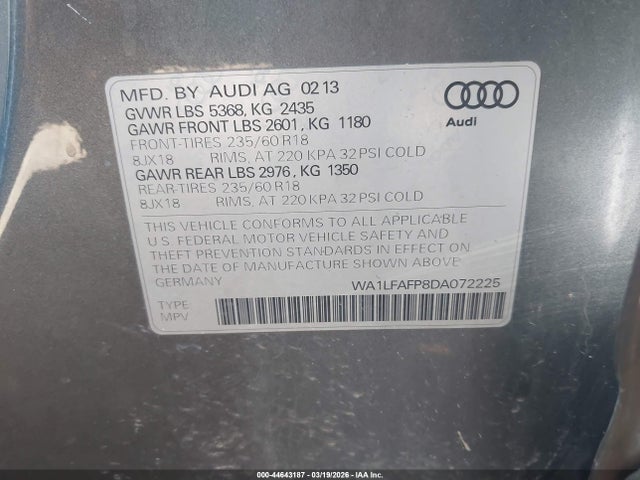 MFD. BY AUDI AG 02 13
GVWR LBS 5368, KG 2435
GAWR FRONT LBS 2601, KG 1180
FRONT-TIRES 235/60 R18
8JX18 RIMS, AT 220 KPA 32 PSI COLD
GAWR REAR LBS 2976, KG 1350
REAR-TIRES 235/60 R18
8JX18 RIMS, AT 220 KPA 32 PSI COLD
Audi
THIS VEHICLE CONFORMS TO ALL APPLICABLE
U.S. FEDERAL MOTOR VEHICLE SAFETY AND
THEFT PREVENTION STANDARDS IN EFFECT ON
THE DATE OF MANUFACTURE SHOWN ABOVE.
GERMANY WA1LFAFP8DA072225
TYPE
MPV
000-44643187 - 03/19/2026 - IAA Inc.